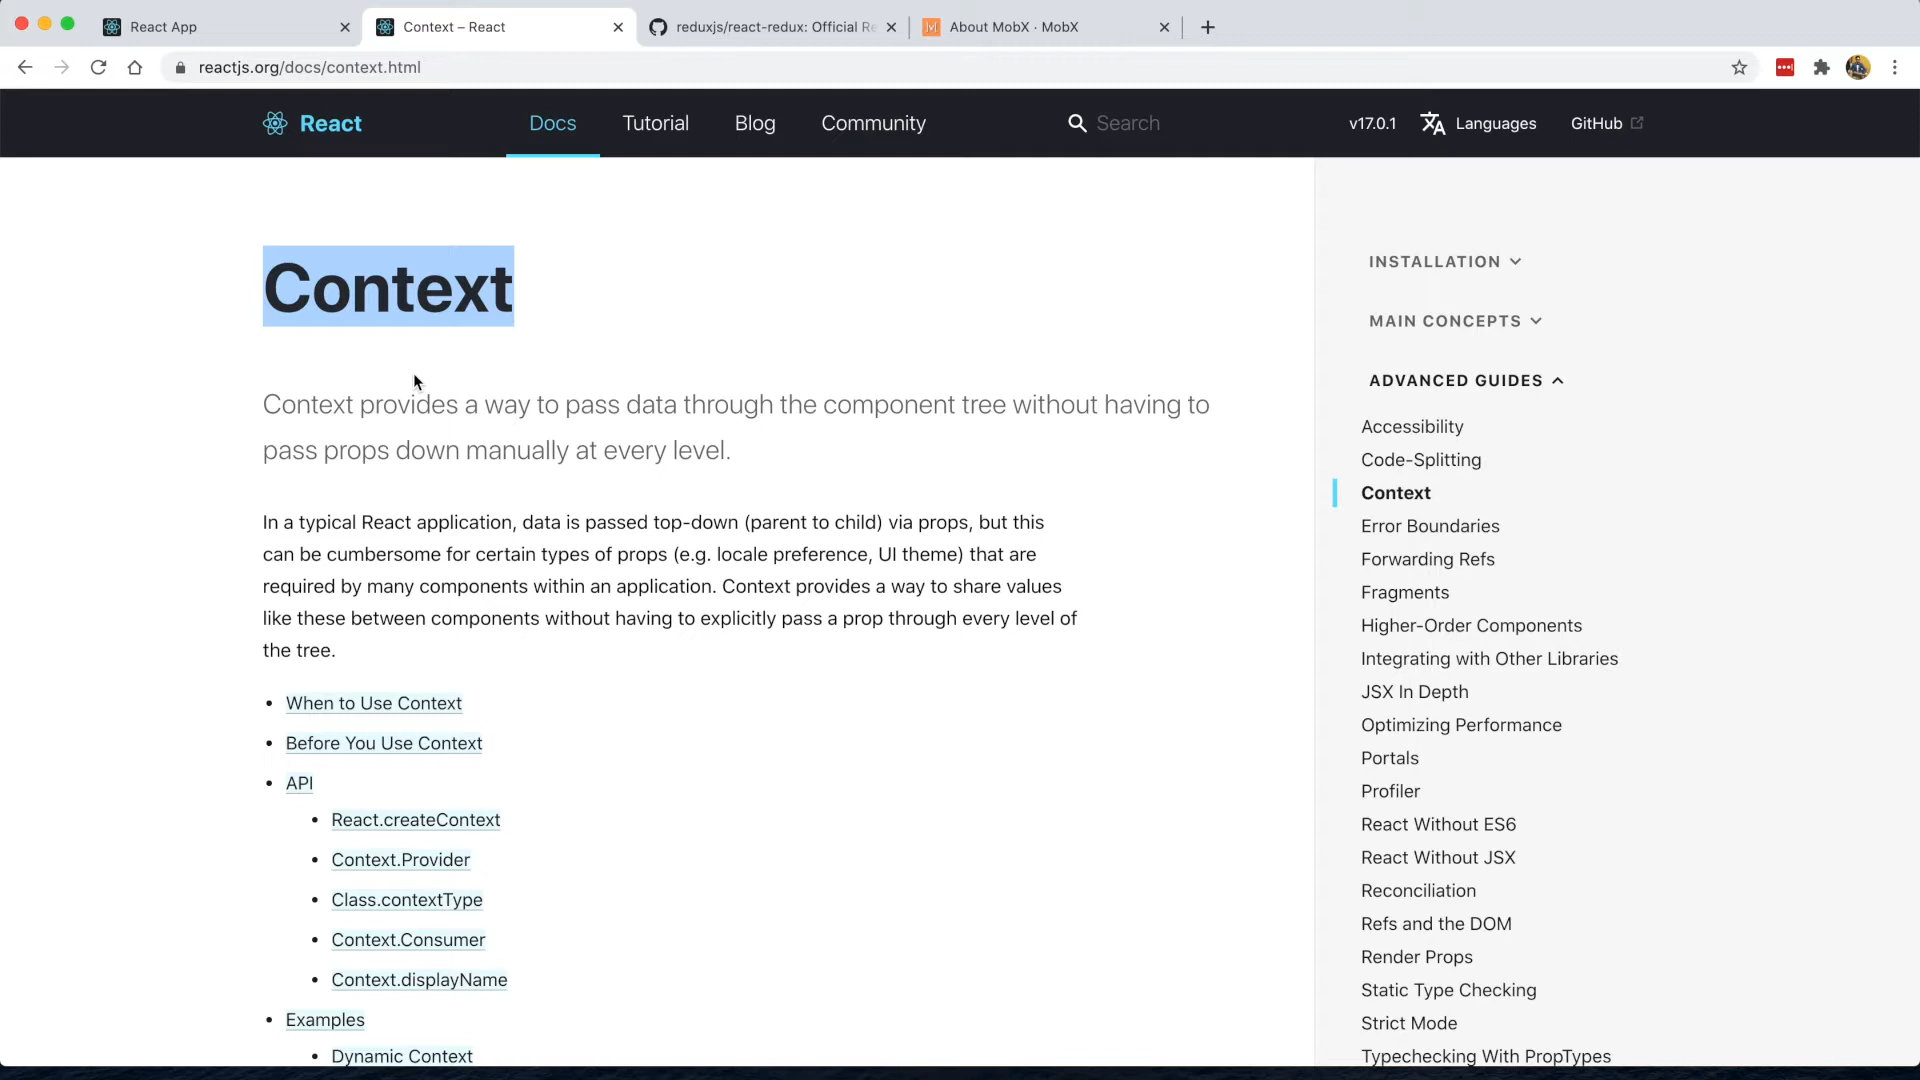 React App
Context – React
reduxjs/react-redux: Official Re
About MobX · MobX
reactjs.org/docs/context.html
React
Docs
Tutorial
Blog
Community
Search
v17.0.1
Languages
GitHub
Context
Context provides a way to pass data through the component tree without having to
pass props down manually at every level.
In a typical React application, data is passed top-down (parent to child) via props, but this
can be cumbersome for certain types of props (e.g. locale preference, UI theme) that are
required by many components within an application. Context provides a way to share values
like these between components without having to explicitly pass a prop through every level of
the tree.
• When to Use Context
• Before You Use Context
• API
• React.createContext
• Context.Provider
• Class.contextType
• Context.Consumer
• Context.displayName
• Examples
• Dynamic Context
INSTALLATION
MAIN CONCEPTS
ADVANCED GUIDES
Accessibility
Code-Splitting
Context
Error Boundaries
Forwarding Refs
Fragments
Higher-Order Components
Integrating with Other Libraries
JSX In Depth
Optimizing Performance
Portals
Profiler
React Without ES6
React Without JSX
Reconciliation
Refs and the DOM
Render Props
Static Type Checking
Strict Mode
Typechecking With PropTypes